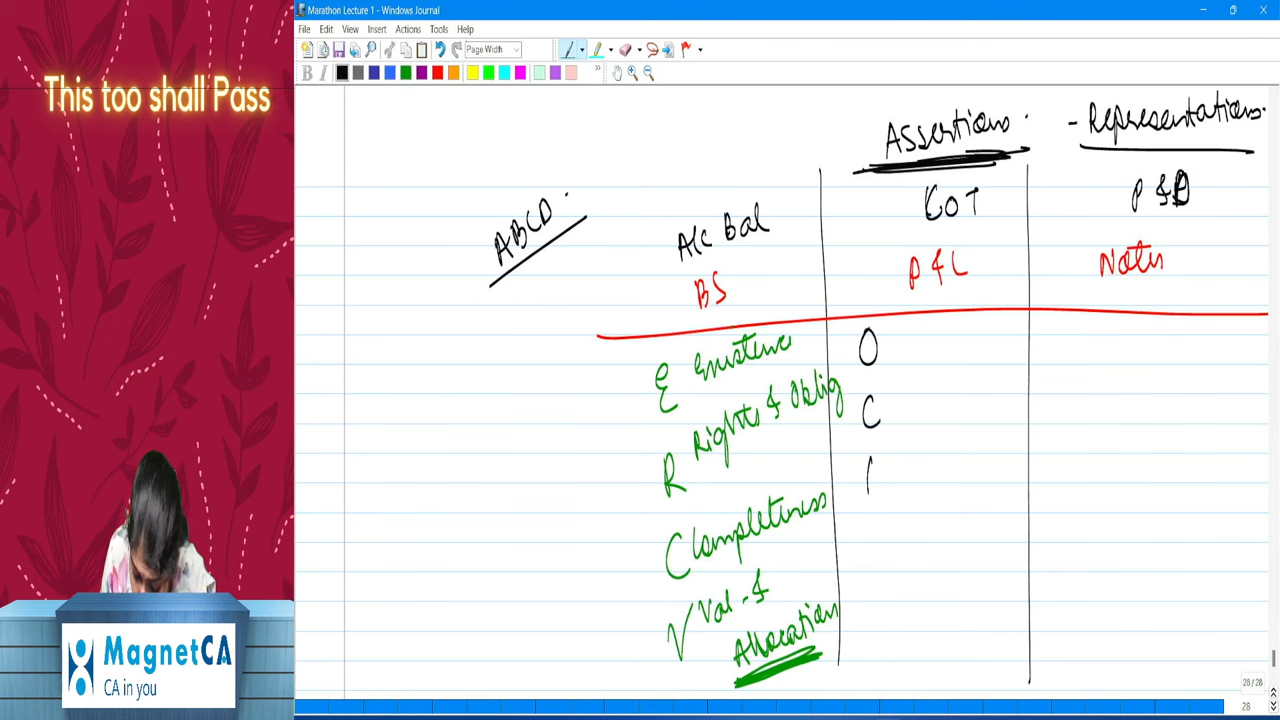 Marathon Lecture 1 - Windows Journal
File Edit View Insert Actions Tools Help
Page Width
B I
This too shall Pass
Assertions. - Representations.
ABCD. A/c Bal COT P & D
BS P & L Notes
E Existence O
R Rights & Oblig C
C Completeness
V Val - &
Allocation
MagnetCA
CA in you
28/28
28